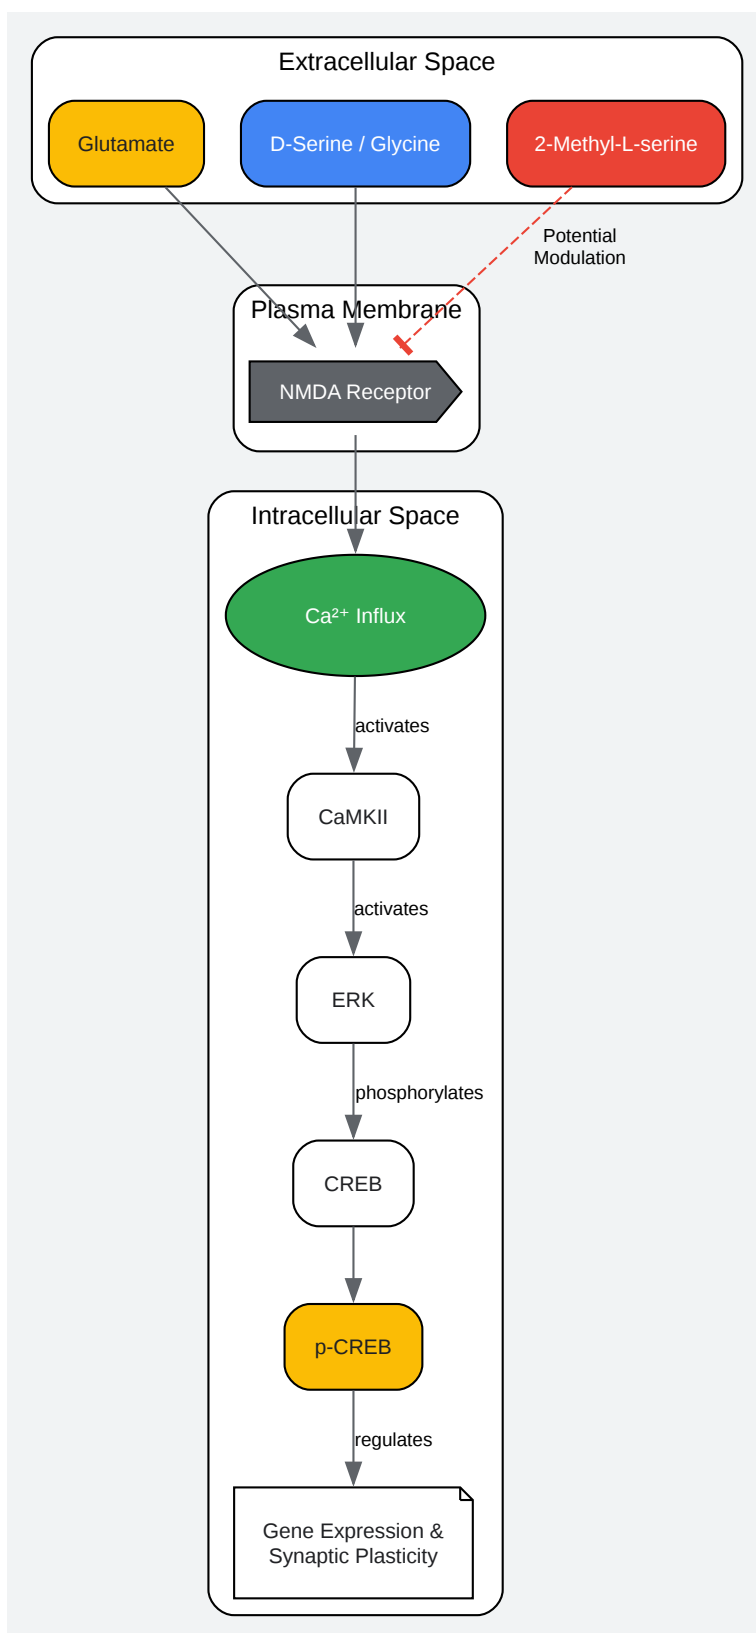 Extracellular Space
Glutamate
D-Serine / Glycine
2-Methyl-L-serine
Potential
Modulation
Plasma Membrane
NMDA Receptor
Intracellular Space
Ca²⁺ Influx
activates
CaMKII
activates
ERK
phosphorylates
CREB
p-CREB
regulates
Gene Expression &
Synaptic Plasticity